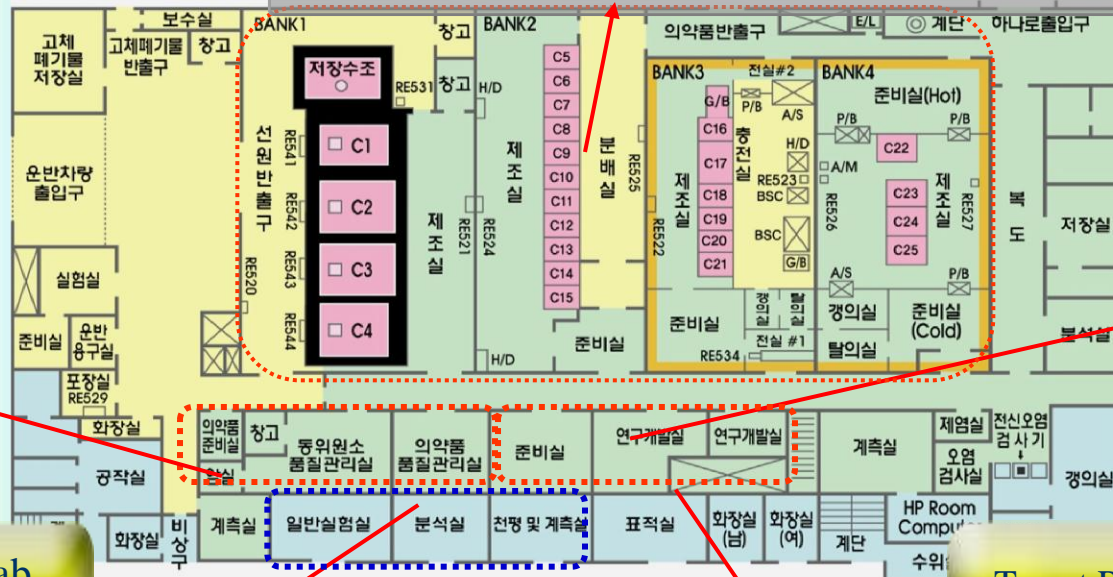 보수실
고체
폐기물
저장실
고체폐기물
반출구
창고
BANK1
창고
BANK2
의약품반출구
E/L
계단
하나로출입구
저장수조
RE531
창고
H/D
C5
C6
C7
C8
C9
C10
C11
C12
C13
C14
C15
BANK3
전실#2
BANK4
준비실(Hot)
G/B
P/B
A/S
P/B
P/B
C16
C17
C18
C19
C20
C21
충전실
H/D
RE523
BSC
BSC
G/B
A/M
C22
C23
C24
C25
제조실
RE527
RE526
운반차량
출입구
선원반출구
RE541
RE542
RE543
RE544
RE520
C1
C2
C3
C4
제조실
RE521
RE524
제조실
분배실
RE525
RE522
제조실
복도
저장실
실험실
준비실
운반
용구실
포장실
RE529
화장실
H/D
준비실
준비실
갱의실
탈의실
전실 #1
RE534
A/S
P/B
갱의실
탈의실
준비실
(Cold)
분석실
공작실
의약품
준비실
암실
창고
동위원소
품질관리실
의약품
품질관리실
준비실
연구개발실
연구개발실
계측실
제염실
오염
검사실
전신오염
검사기
갱의실
화장실
비상구
계측실
일반실험실
분석실
천평 및 계측실
표적실
화장실
(남)
화장실
(여)
계단
HP Room
수위실